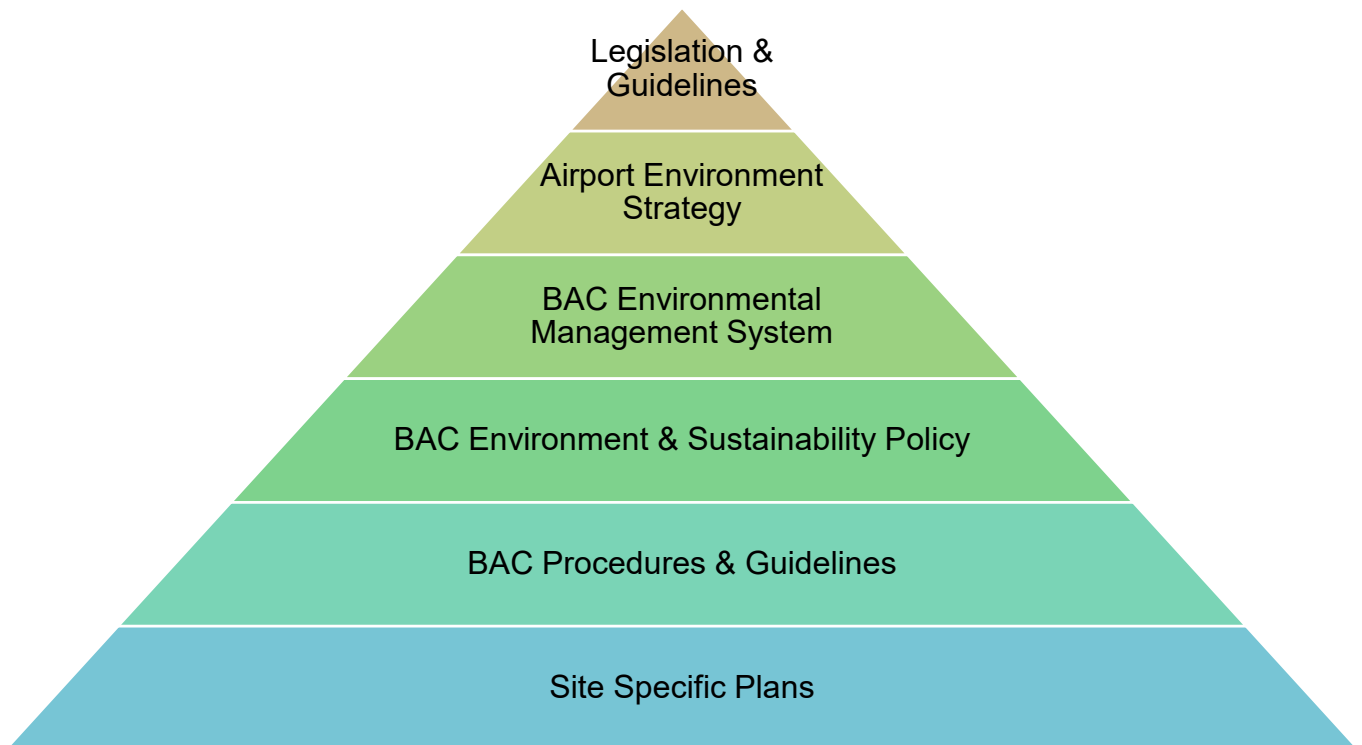 Legislation &
Guidelines
Airport Environment
Strategy
BAC Environmental
Management System
BAC Environment & Sustainability Policy
BAC Procedures & Guidelines
Site Specific Plans